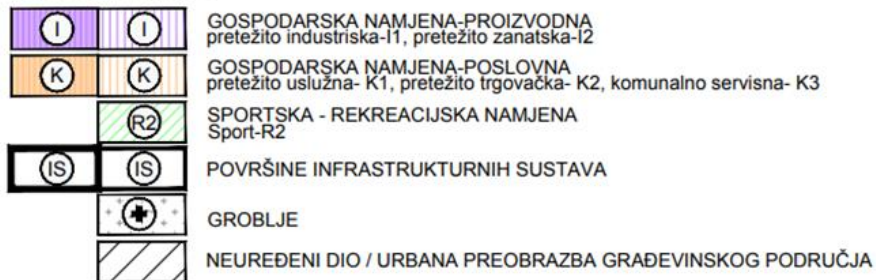 I I GOSPODARSKA NAMJENA-PROIZVODNA
pretežito industriska-I1, pretežito zanatska-I2
K K GOSPODARSKA NAMJENA-POSLOVNA
pretežito uslužna- K1, pretežito trgovačka- K2, komunalno servisna- K3
R2 SPORTSKA - REKREACIJSKA NAMJENA
Sport-R2
IS IS POVRŠINE INFRASTRUKTURNIH SUSTAVA
GROBLJE
NEUREĐENI DIO / URBANA PREOBRAZBA GRAĐEVINSKOG PODRUČJA